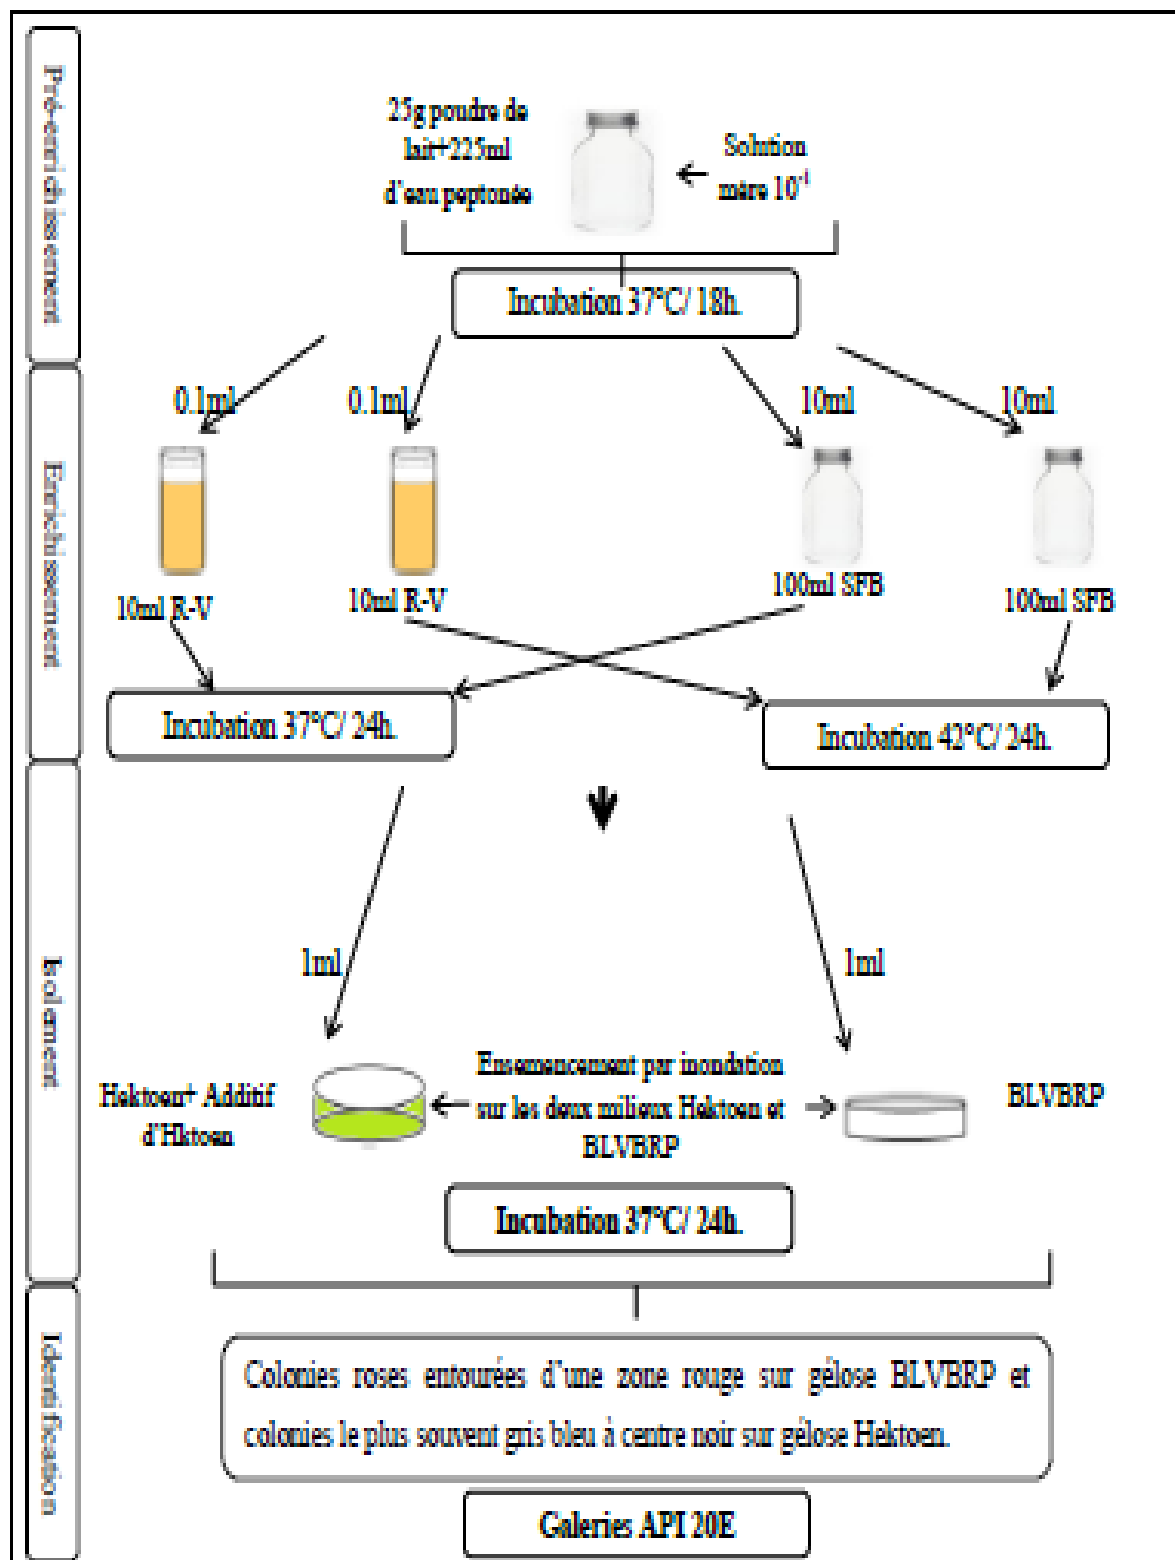 Pré-enrichissement
25g poudre de
lait+225ml
d'eau peptonée
Solution
mère 10⁻¹
Incubation 37°C/ 18h.
Enrichissement
0.1ml
0.1ml
10ml
10ml
10ml R-V
10ml R-V
100ml SFB
100ml SFB
Incubation 37°C/ 24h.
Incubation 42°C/ 24h.
Isolement
1ml
1ml
Hektoen+ Additif
d'Hktoen
Ensemencement par inondation
sur les deux milieux Hektoen et
BLVBRP
BLVBRP
Incubation 37°C/ 24h.
Identification
Colonies roses entourées d'une zone rouge sur gélose BLVBRP et
colonies le plus souvent gris bleu à centre noir sur gélose Hektoen.
Galeries API 20E